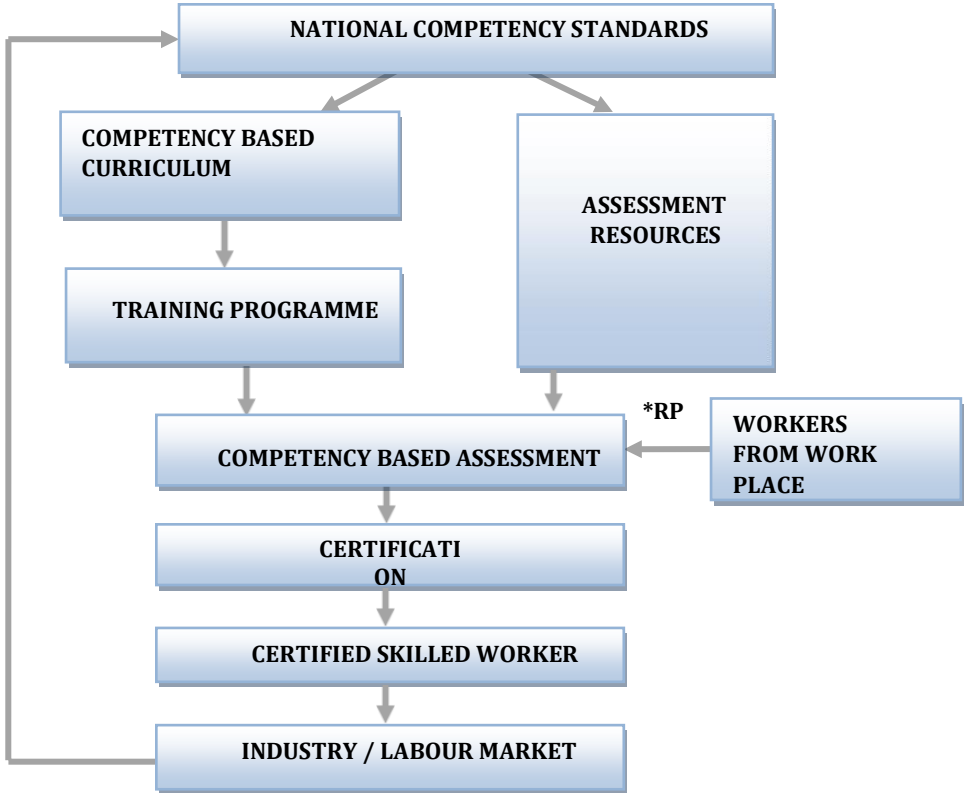 NATIONAL COMPETENCY STANDARDS
COMPETENCY BASED
CURRICULUM
ASSESSMENT
RESOURCES
TRAINING PROGRAMME
*RP
WORKERS
FROM WORK
PLACE
COMPETENCY BASED ASSESSMENT
CERTIFICATI
ON
CERTIFIED SKILLED WORKER
INDUSTRY / LABOUR MARKET